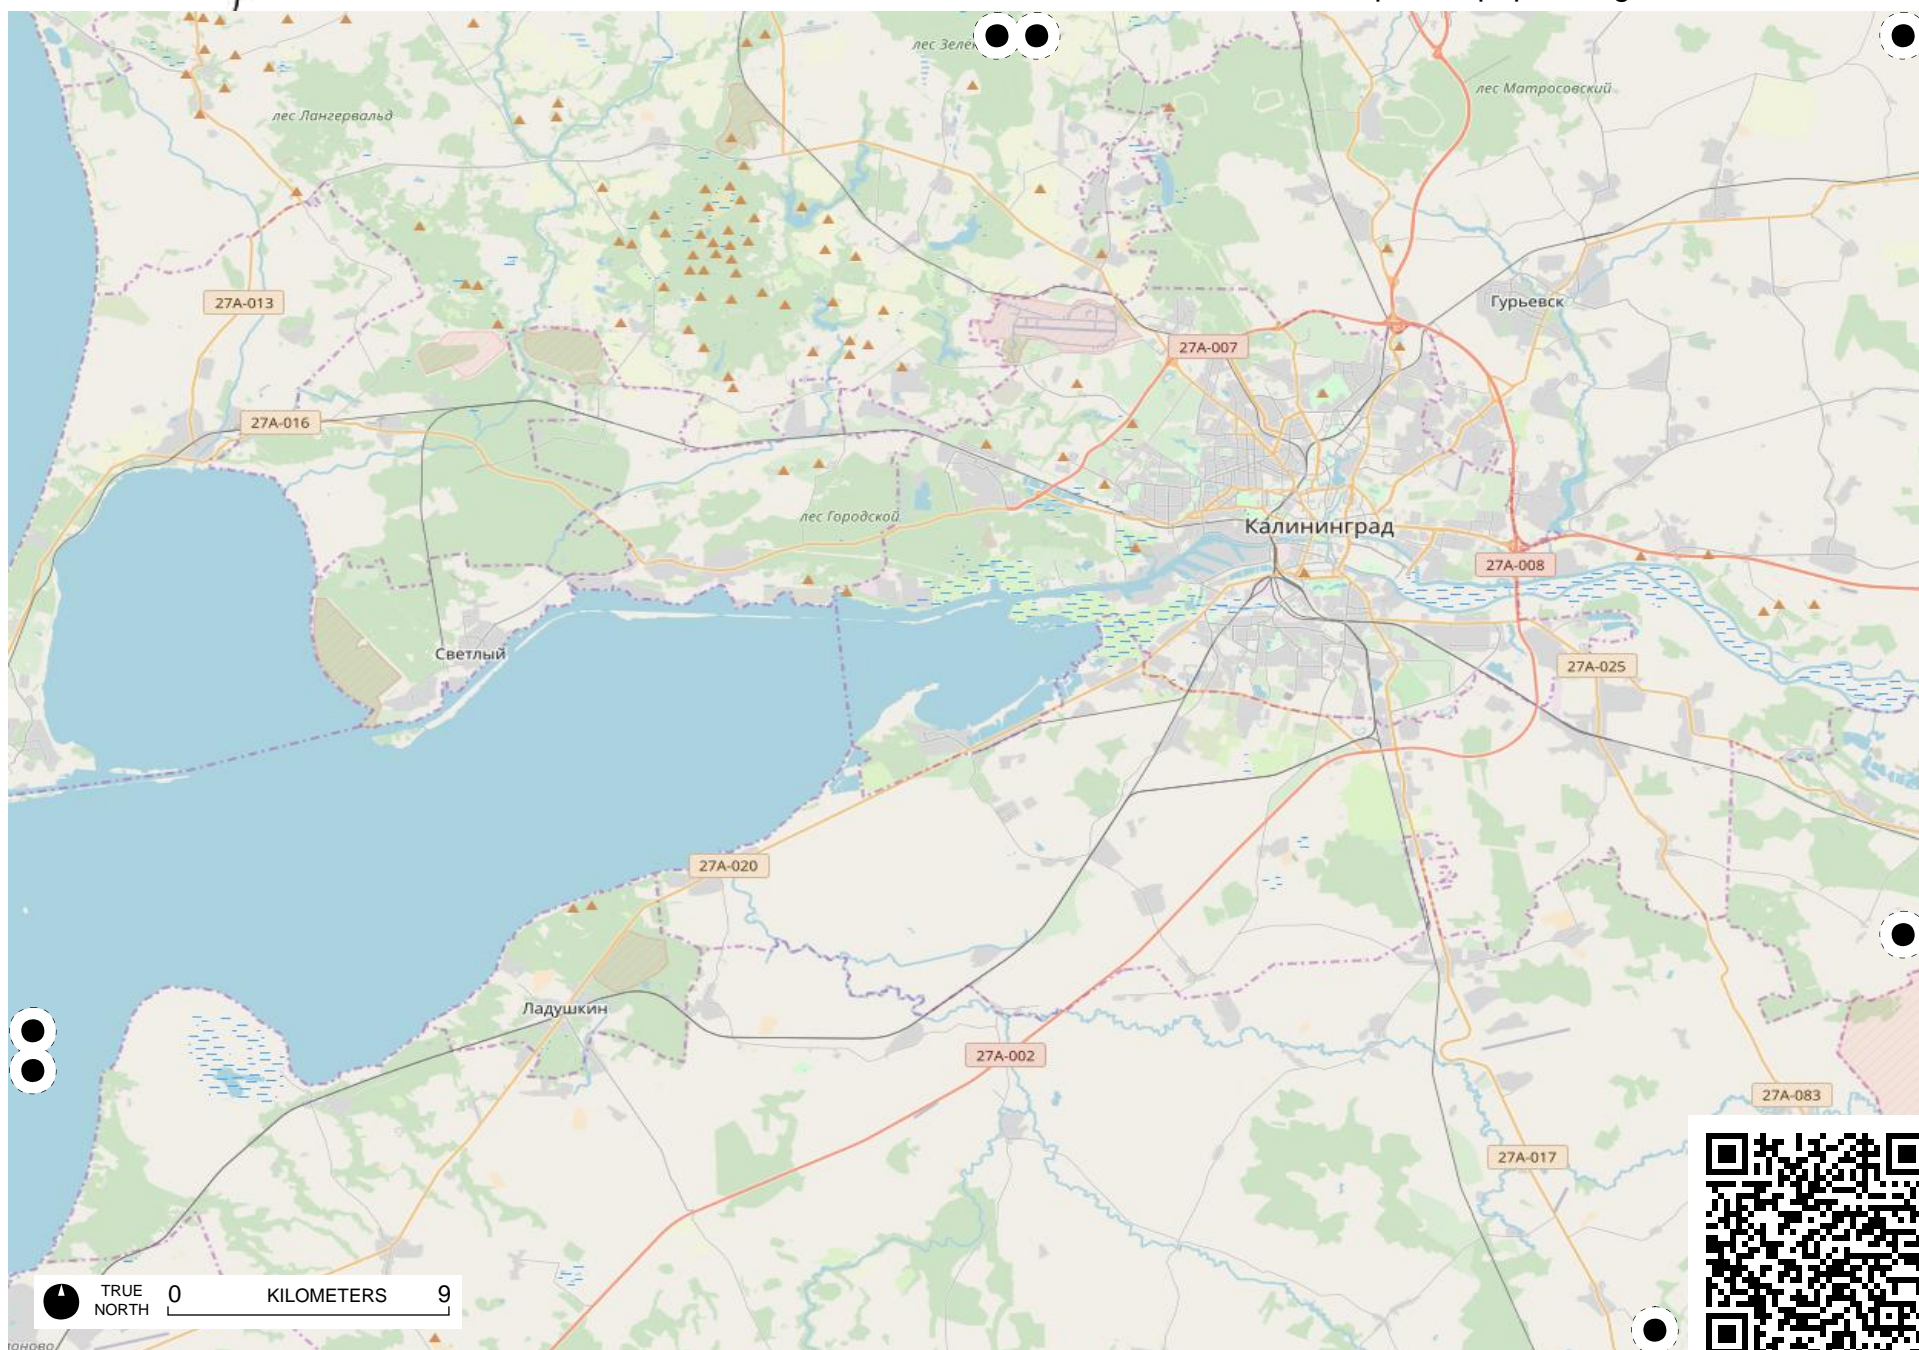 лес Лангервальд
лес Матросовский
27А-013
Гурьевск
27А-007
27А-016
лес Городской
Калининград
27А-008
Светлый
27А-025
27А-020
Ладушкин
27А-002
27А-083
27А-017
TRUE NORTH
0 KILOMETERS 9